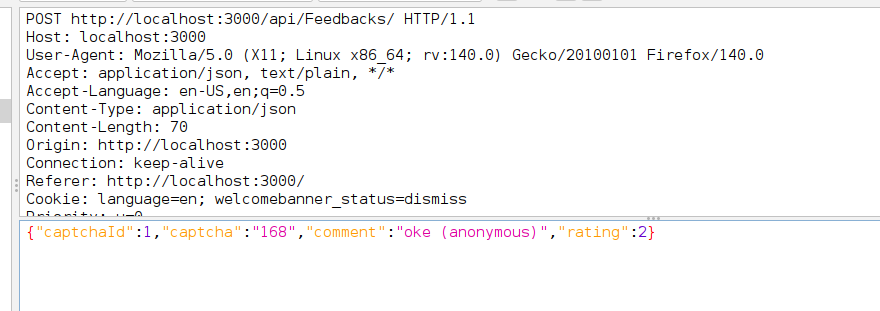 POST http://localhost:3000/api/Feedbacks/ HTTP/1.1
Host: localhost:3000
User-Agent: Mozilla/5.0 (X11; Linux x86_64; rv:140.0) Gecko/20100101 Firefox/140.0
Accept: application/json, text/plain, */*
Accept-Language: en-US,en;q=0.5
Content-Type: application/json
Content-Length: 70
Origin: http://localhost:3000
Connection: keep-alive
Referer: http://localhost:3000/
Cookie: language=en; welcomebanner_status=dismiss
Priority: u=0
{"captchaId":1,"captcha":"168","comment":"oke (anonymous)","rating":2}